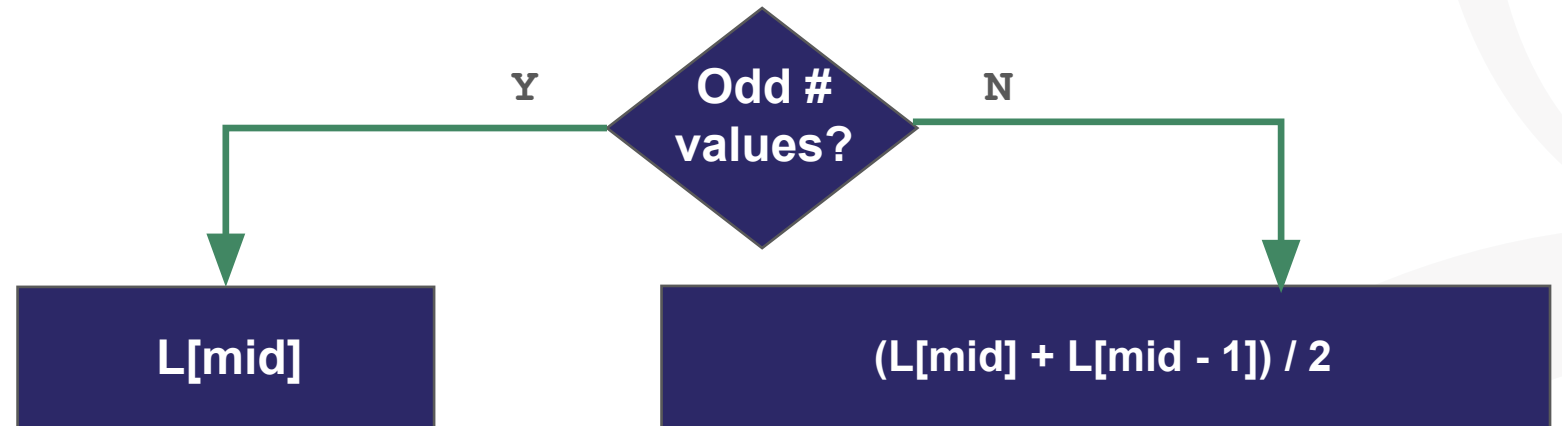 Y
Odd #
values?
N
L[mid]
(L[mid] + L[mid - 1]) / 2